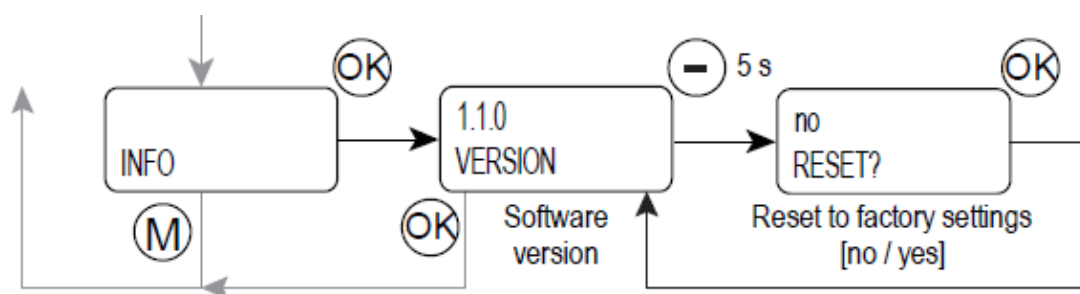 OK
INFO
M
1.1.0
VERSION
OK
Software
version
− 5 s
no
RESET?
OK
Reset to factory settings
[no / yes]